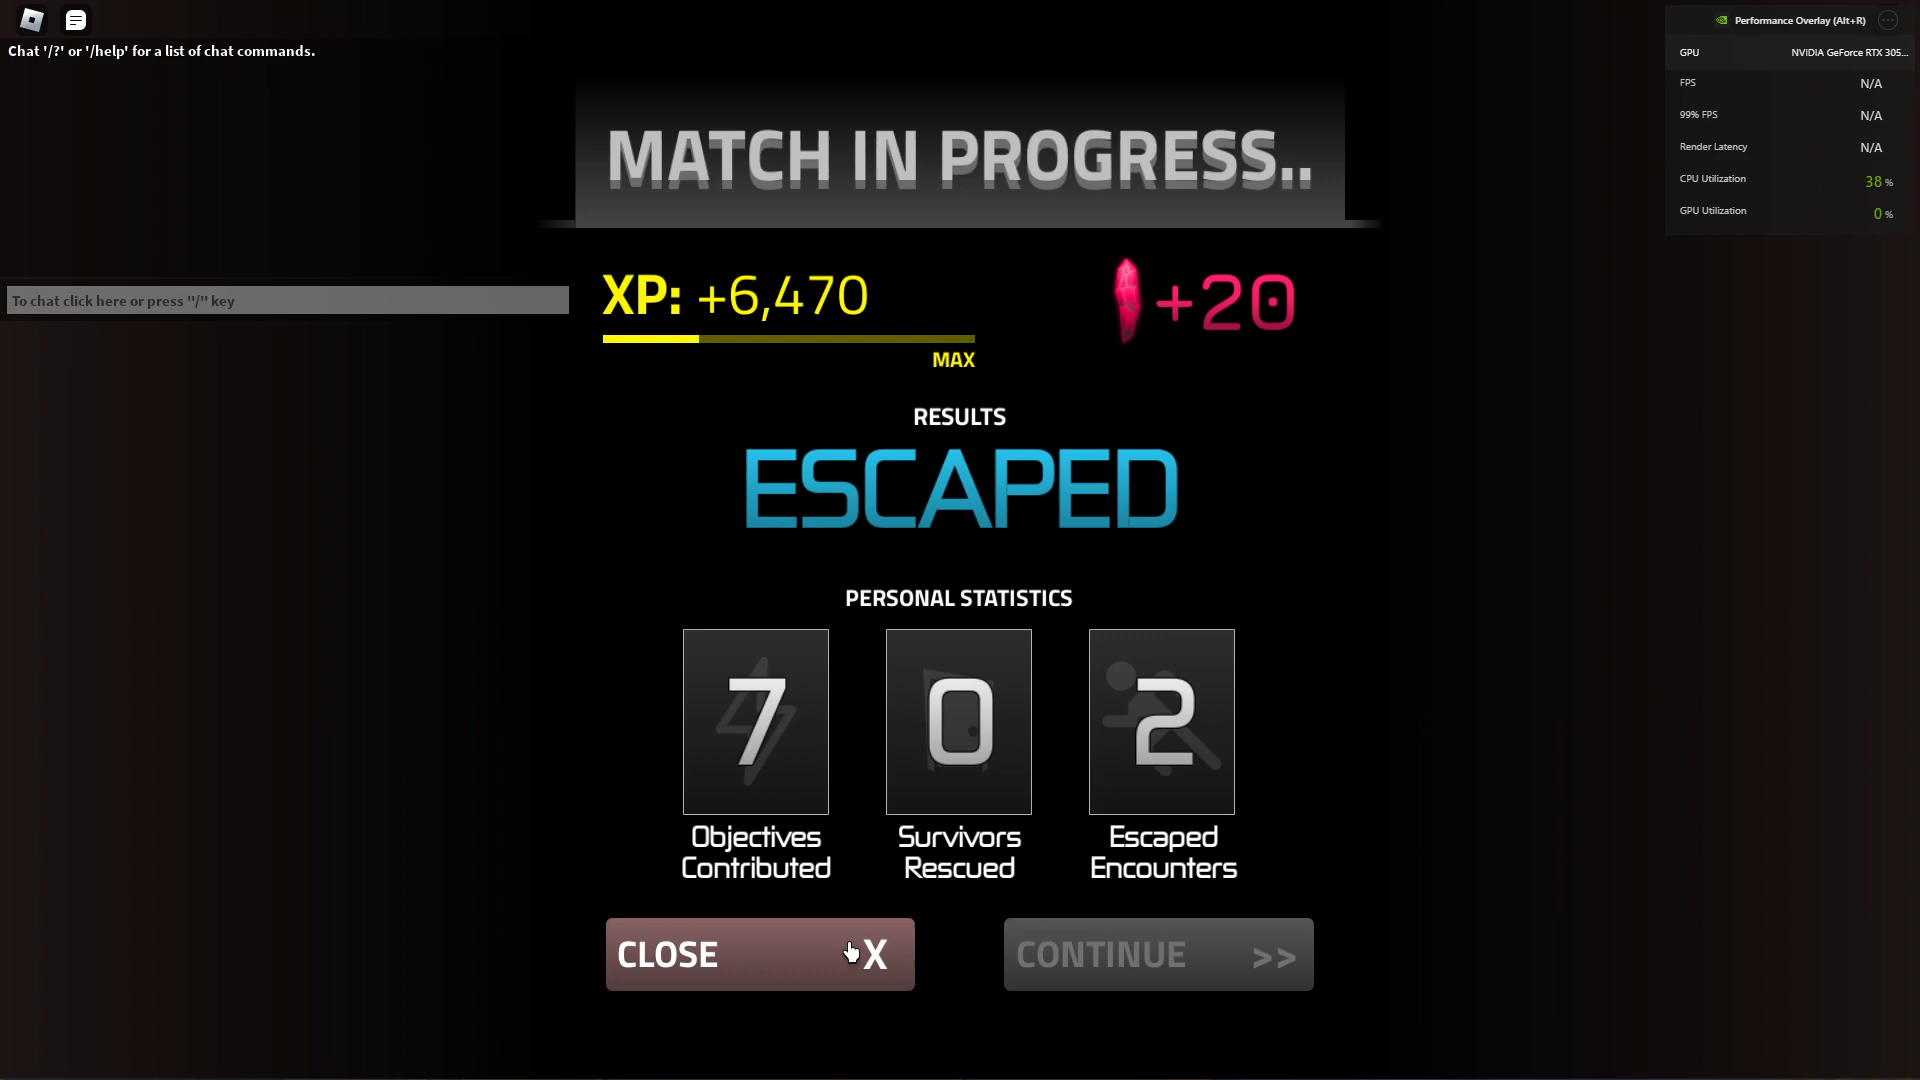 Chat '/?' or '/help' for a list of chat commands.
To chat click here or press "/" key
MATCH IN PROGRESS..
XP: +6,470
MAX
+20
RESULTS
ESCAPED
PERSONAL STATISTICS
7
Objectives
Contributed
0
Survivors
Rescued
2
Escaped
Encounters
CLOSE X
CONTINUE >>
Performance Overlay (Alt+R)
GPU NVIDIA GeForce RTX 305...
FPS N/A
99% FPS N/A
Render Latency N/A
CPU Utilization 38 %
GPU Utilization 0 %